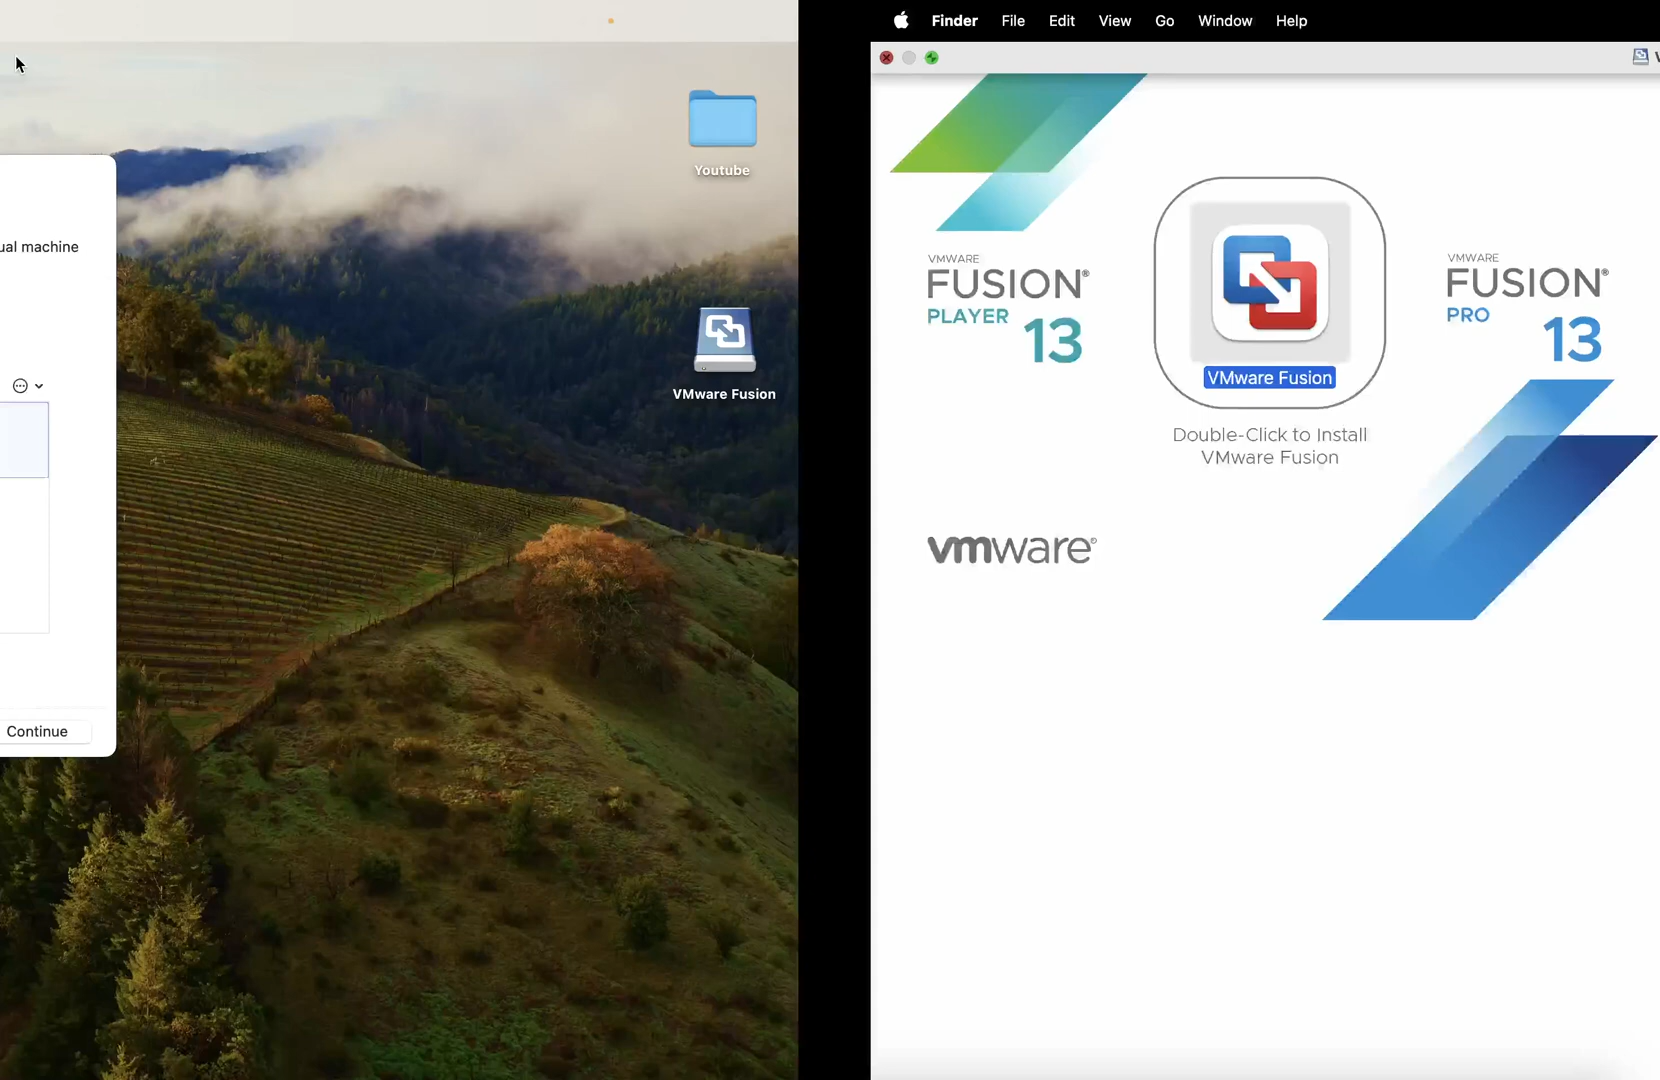 ual machine
Continue
Youtube
VMware Fusion
Finder File Edit View Go Window Help
VMWARE
FUSION®
PLAYER 13
VMware Fusion
Double-Click to Install
VMware Fusion
VMWARE
FUSION®
PRO 13
vmware®